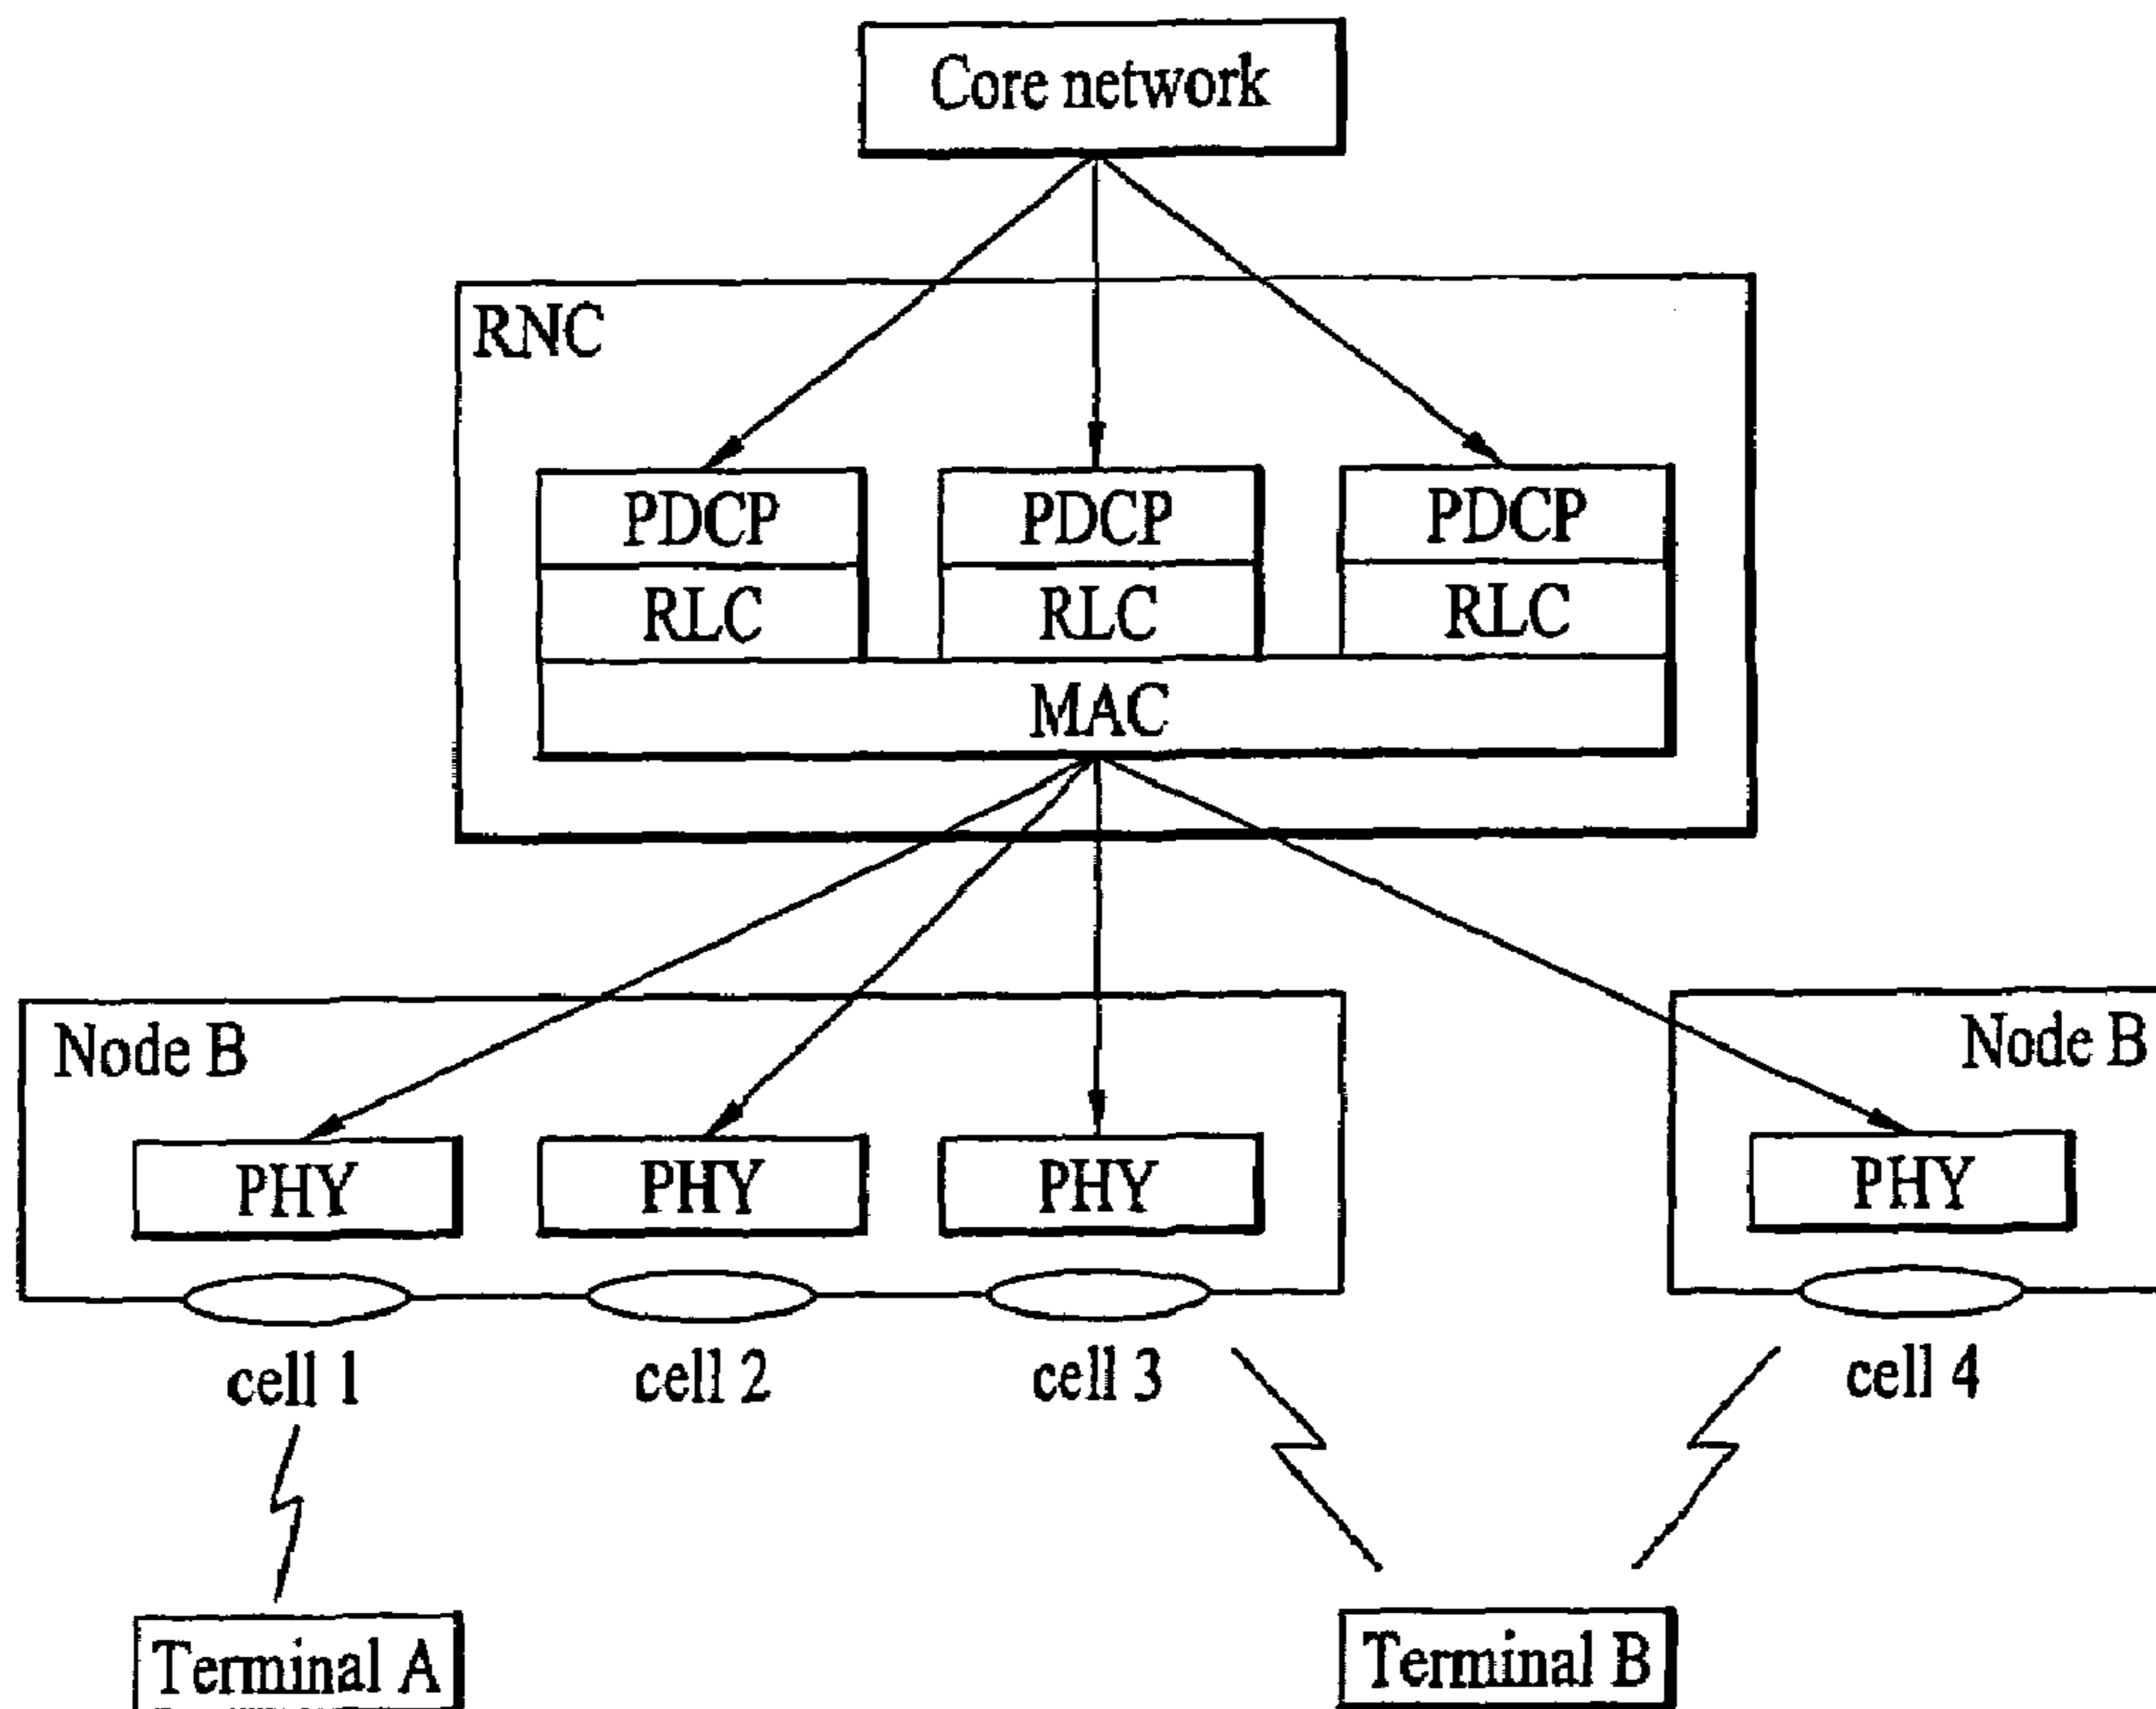 Core network
RNC
PDCP
PDCP
PDCP
RLC
RLC
RLC
MAC
Node B
Node B
PHY
PHY
PHY
PHY
cell 1
cell 2
cell 3
cell 4
Terminal A
Terminal B